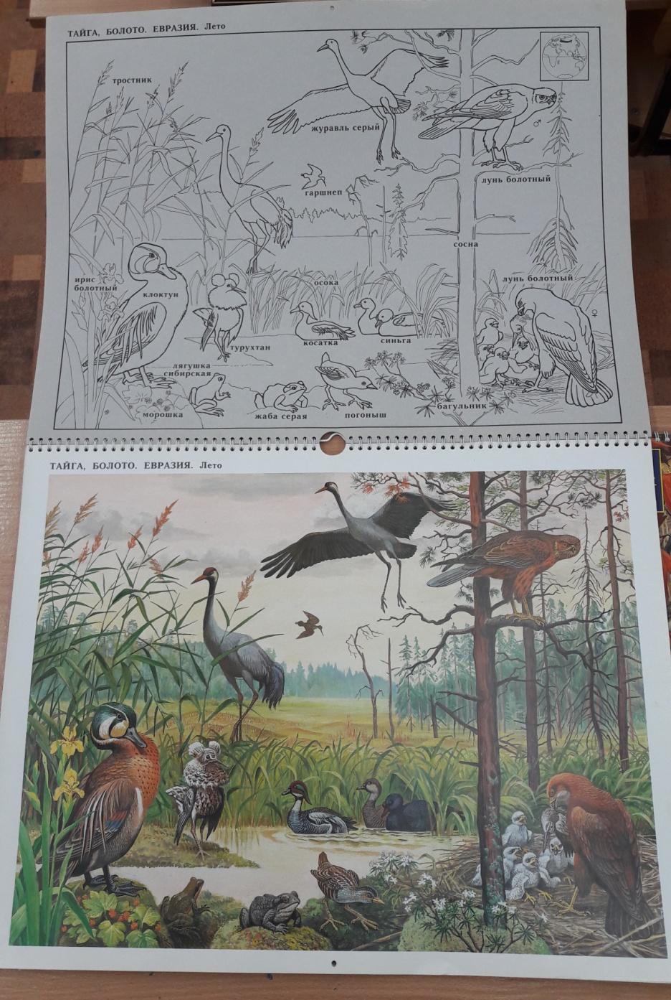 ТАЙГА, БОЛОТО. ЕВРАЗИЯ. Лето
тростник
журавль серый
♂
лунь болотный
гаршнеп
сосна
ирис
болотный
клоктун
осока
лунь болотный
♀
турухтан
косатка
синьга
лягушка
сибирская
морошка
жаба серая
погоныш
багульник
ТАЙГА, БОЛОТО. ЕВРАЗИЯ. Лето